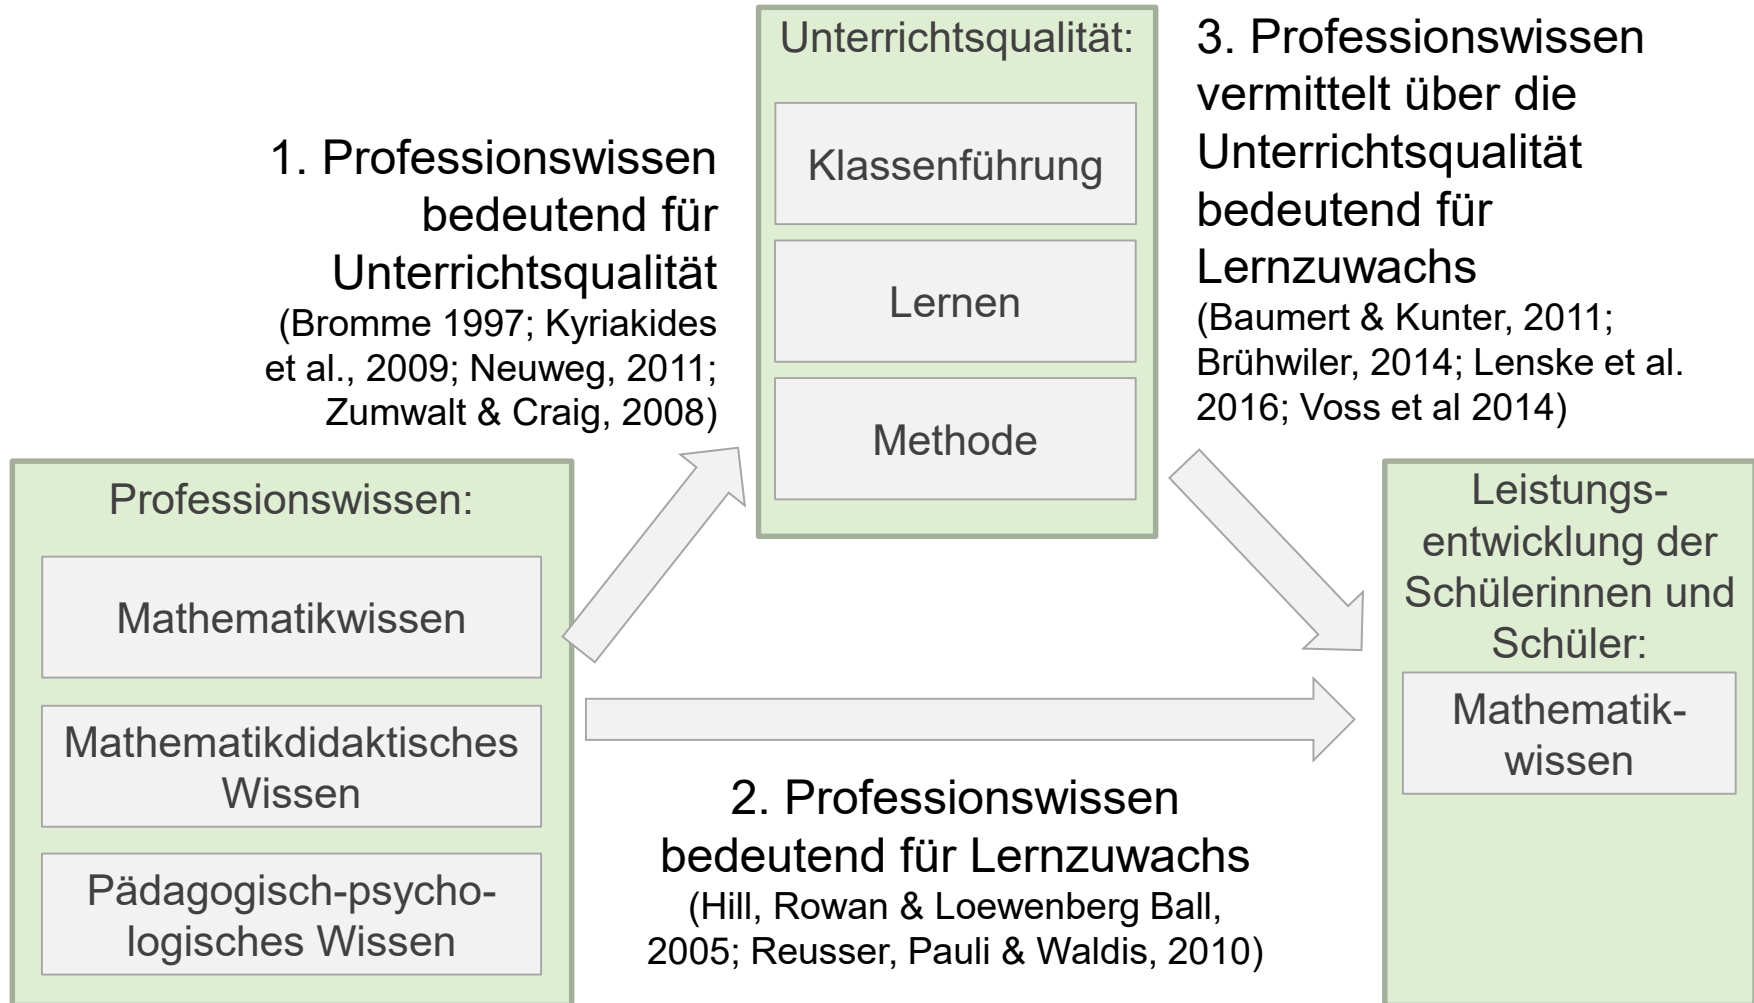 1. Professionswissen
bedeutend für
Unterrichtsqualität
(Bromme 1997; Kyriakides
et al., 2009; Neuweg, 2011;
Zumwalt & Craig, 2008)
Unterrichtsqualität:
Klassenführung
Lernen
Methode
3. Professionswissen
vermittelt über die
Unterrichtsqualität
bedeutend für
Lernzuwachs
(Baumert & Kunter, 2011;
Brühwiler, 2014; Lenske et al.
2016; Voss et al 2014)
Professionswissen:
Mathematikwissen
Mathematikdidaktisches
Wissen
Pädagogisch-psycho-
logisches Wissen
2. Professionswissen
bedeutend für Lernzuwachs
(Hill, Rowan & Loewenberg Ball,
2005; Reusser, Pauli & Waldis, 2010)
Leistungs-
entwicklung der
Schülerinnen und
Schüler:
Mathematik-
wissen